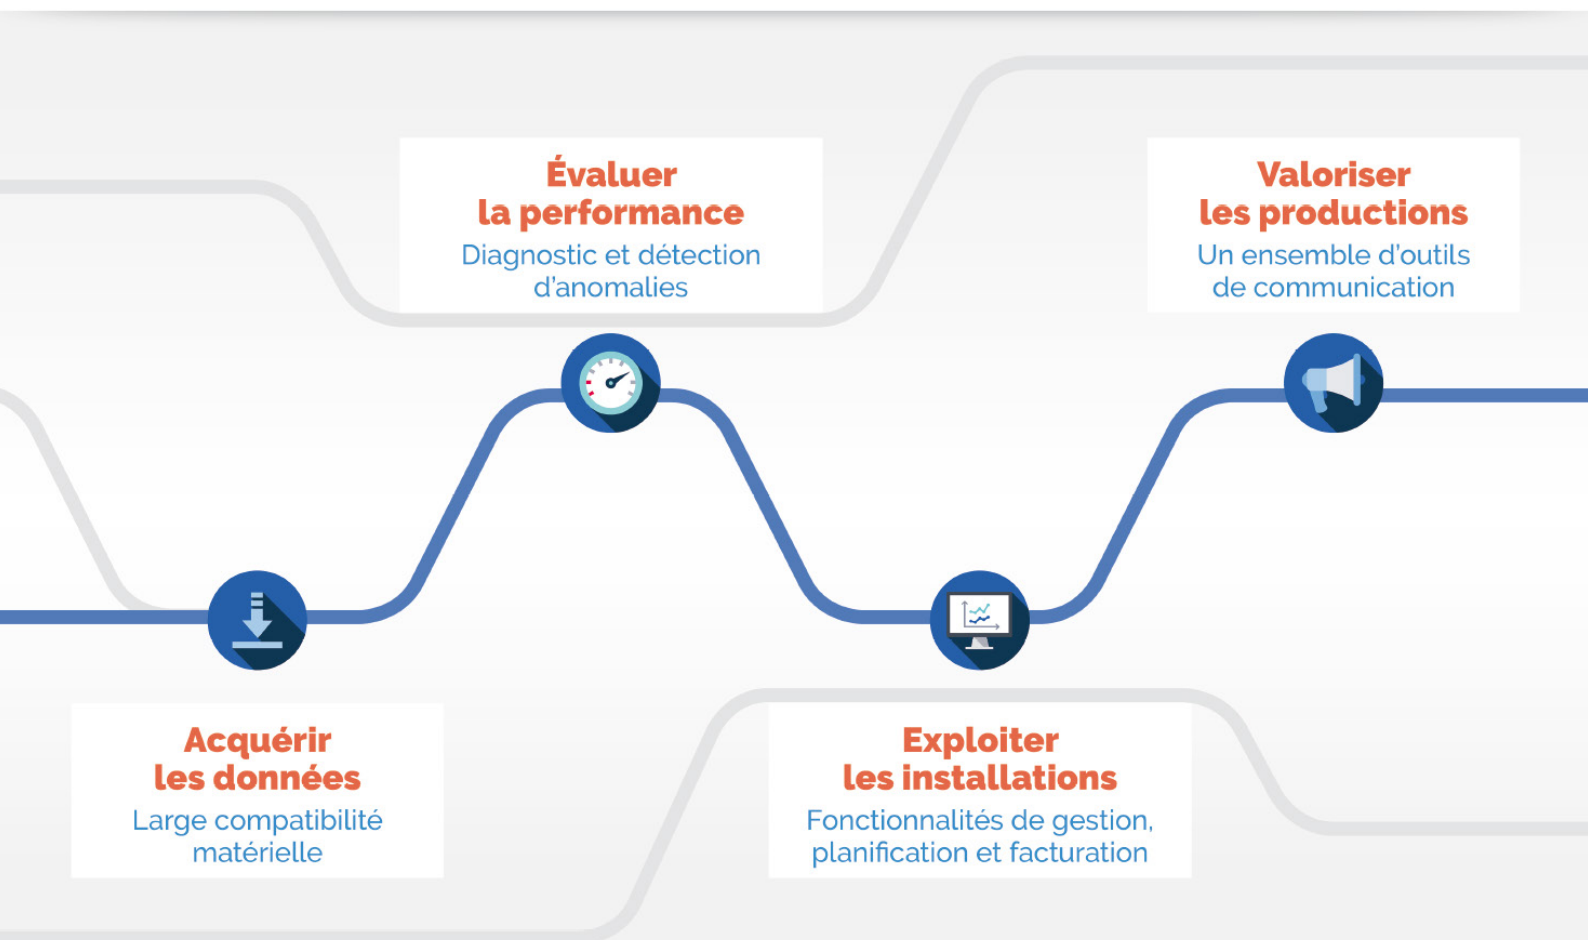 Évaluer
la performance
Diagnostic et détection
d'anomalies
Valoriser
les productions
Un ensemble d'outils
de communication
Acquérir
les données
Large compatibilité
matérielle
Exploiter
les installations
Fonctionnalités de gestion,
planification et facturation